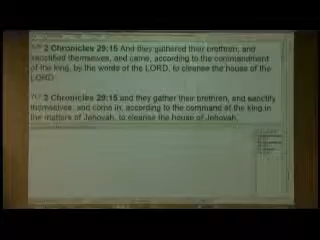 2 Chronicles 29:15 And they gathered their brethren, and
sanctified themselves, and came, according to the commandment
of the king, by the words of the LORD, to cleanse the house of the
LORD.
2 Chronicles 29:15 and they gather their brethren, and sanctify
themselves, and come in, according to the command of the king in
the matters of Jehovah, to cleanse the house of Jehovah,